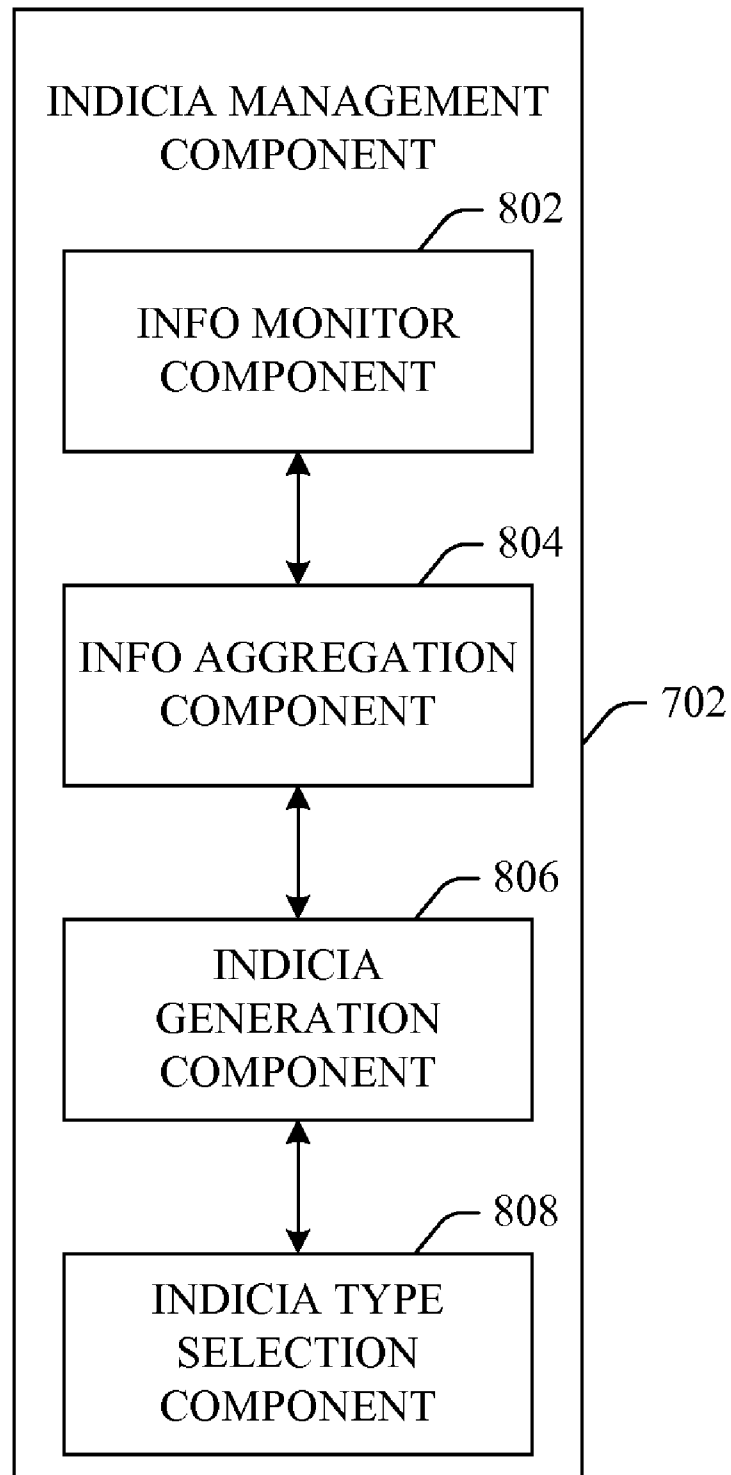 INDICIA MANAGEMENT
COMPONENT
802
INFO MONITOR
COMPONENT
804
INFO AGGREGATION
COMPONENT
702
806
INDICIA
GENERATION
COMPONENT
808
INDICIA TYPE
SELECTION
COMPONENT